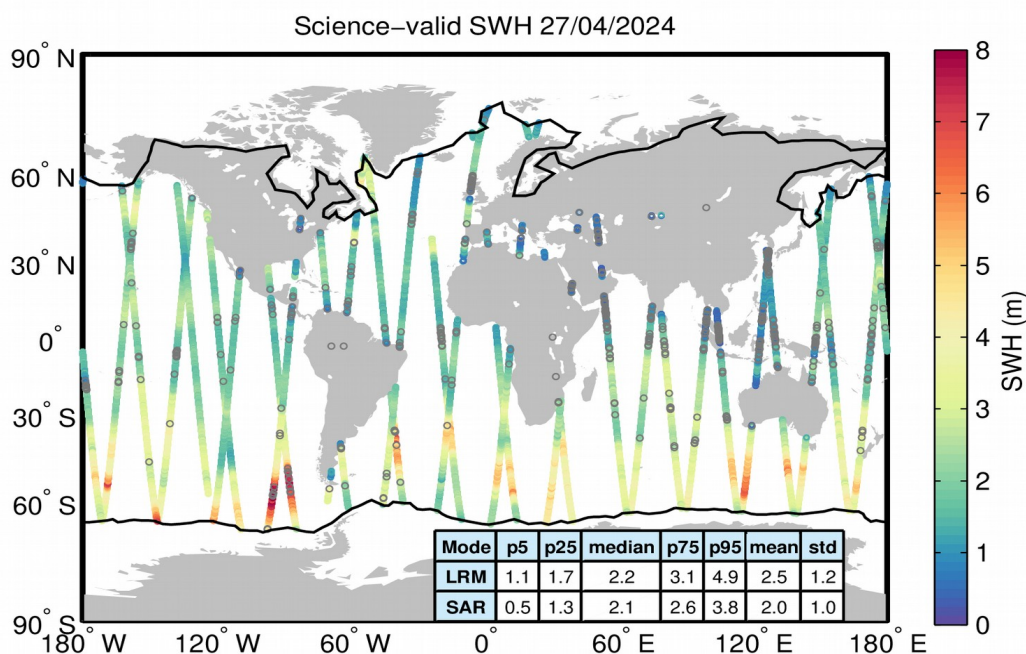 Science-valid SWH 27/04/2024
90° N
60° N
30° N
0°
30° S
60° S
90° S
180° W
120° W
60° W
0°
60° E
120° E
180° E
8
7
6
5
4
3
2
1
0
SWH (m)
Mode p5 p25 median p75 p95 mean std
LRM 1.1 1.7 2.2 3.1 4.9 2.5 1.2
SAR 0.5 1.3 2.1 2.6 3.8 2.0 1.0